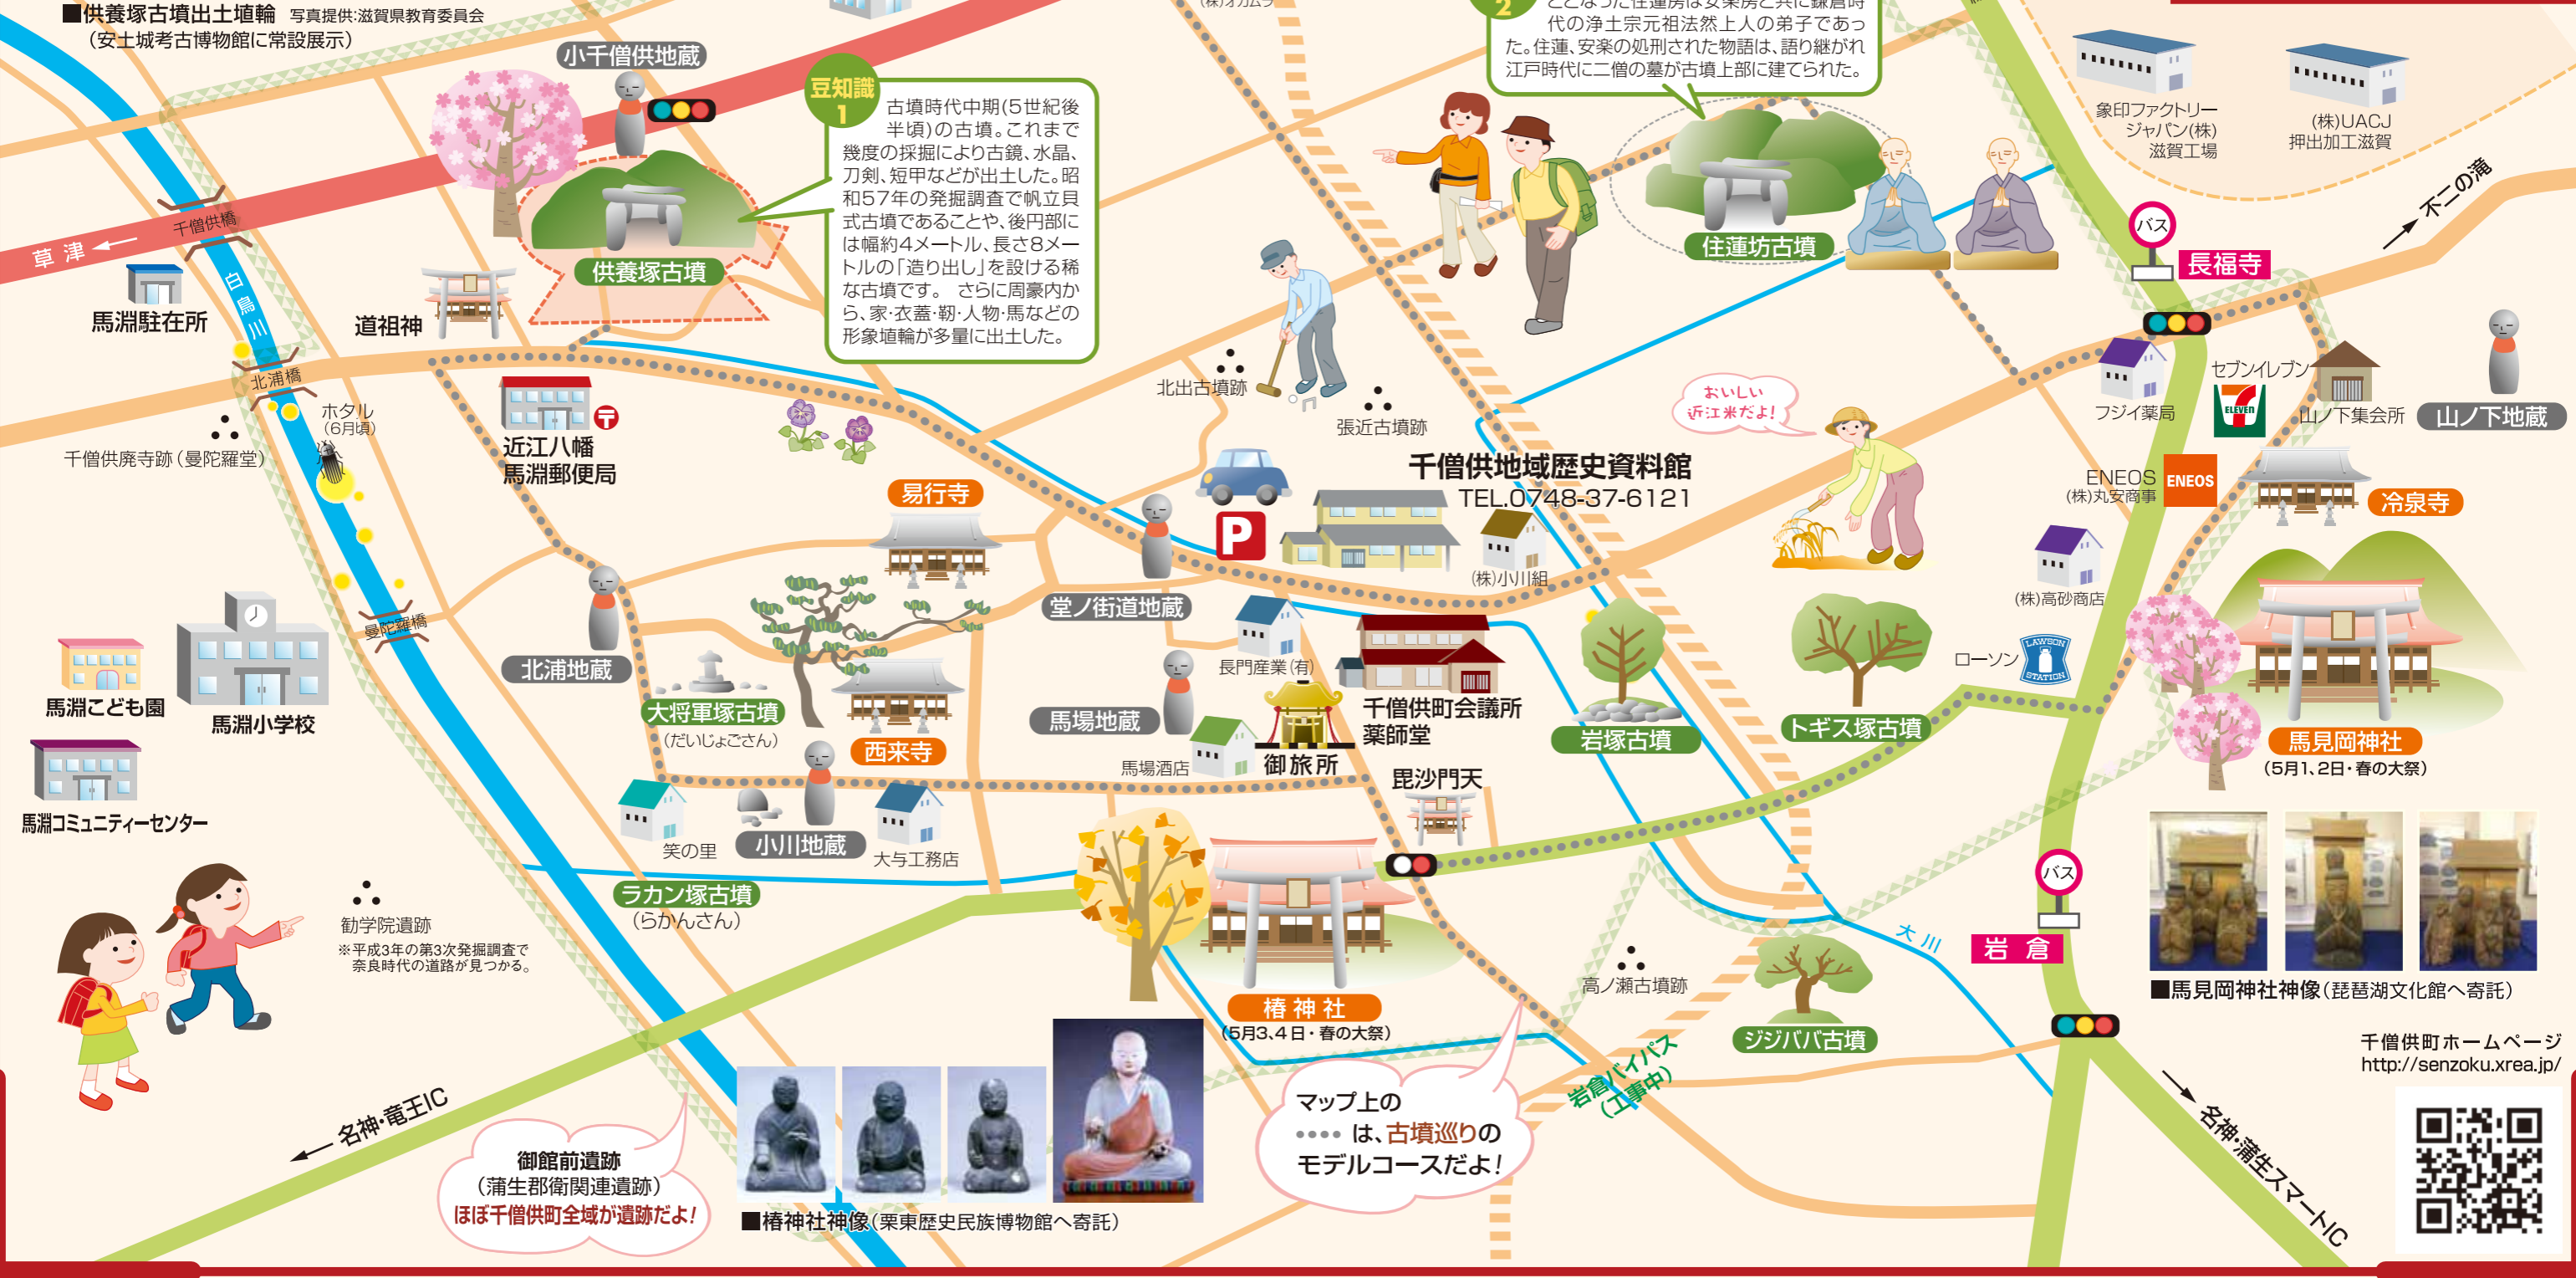 ■供養塚古墳出土埴輪 写真提供:滋賀県教育委員会
(安土城考古博物館に常設展示)
小千僧供地蔵
豆知識
1
古墳時代中期(5世紀後
半頃)の古墳。これまで
幾度の採掘により古鏡、水晶、
刀剣、短甲などが出土した。昭
和57年の発掘調査で帆立貝
式古墳であることや、後円部に
は幅約4メートル、長さ8メー
トルの「造り出し」を設ける稀
な古墳です。 さらに周豪内か
ら、家・衣蓋・靭・人物・馬などの
形象埴輪が多量に出土した。
(株)オカムラ
2
ことなった住蓮房は安楽房と共に鎌倉時
代の浄土宗元祖法然上人の弟子であっ
た。住蓮、安楽の処刑された物語は、語り継がれ
江戸時代に二僧の墓が古墳上部に建てられた。
象印ファクトリー
ジャパン(株)
滋賀工場
(株)UACJ
押出加工滋賀
不二の滝
バス
長福寺
住蓮坊古墳
供養塚古墳
千僧供橋
草津
白鳥川
馬淵駐在所
道祖神
北浦橋
ホタル
(6月頃)
千僧供廃寺跡(曼陀羅堂)
近江八幡
馬淵郵便局
北出古墳跡
張近古墳跡
おいしい
近江米だよ!
フジイ薬局
セブンイレブン
ELEVEN
山ノ下集会所
山ノ下地蔵
千僧供地域歴史資料館
TEL.0748-37-6121
P
(株)小川組
易行寺
ENEOS
(株)丸安商事
ENEOS
冷泉寺
(株)高砂商店
ローソン
LAWSON
STATION
堂ノ街道地蔵
長門産業(有)
曼陀羅橋
北浦地蔵
馬淵こども園
馬淵小学校
馬淵コミュニティーセンター
大将軍塚古墳
(だいじょごさん)
西来寺
馬場地蔵
馬場酒店
御旅所
千僧供町会議所
薬師堂
毘沙門天
岩塚古墳
トギス塚古墳
馬見岡神社
(5月1、2日・春の大祭)
笑の里
小川地蔵
大与工務店
ラカン塚古墳
(らかんさん)
勧学院遺跡
※平成3年の第3次発掘調査で
奈良時代の道路が見つかる。
椿神社
(5月3、4日・春の大祭)
高ノ瀬古墳跡
大川
バス
岩倉
ジジババ古墳
岩倉バイパス
(工事中)
■馬見岡神社神像(琵琶湖文化館へ寄託)
千僧供町ホームページ
http://senzoku.xrea.jp/
名神・竜王IC
名神・蒲生スマートIC
御館前遺跡
(蒲生郡衙関連遺跡)
ほぼ千僧供町全域が遺跡だよ!
■椿神社神像(栗東歴史民族博物館へ寄託)
マップ上の
・・・・は、古墳巡りの
モデルコースだよ!